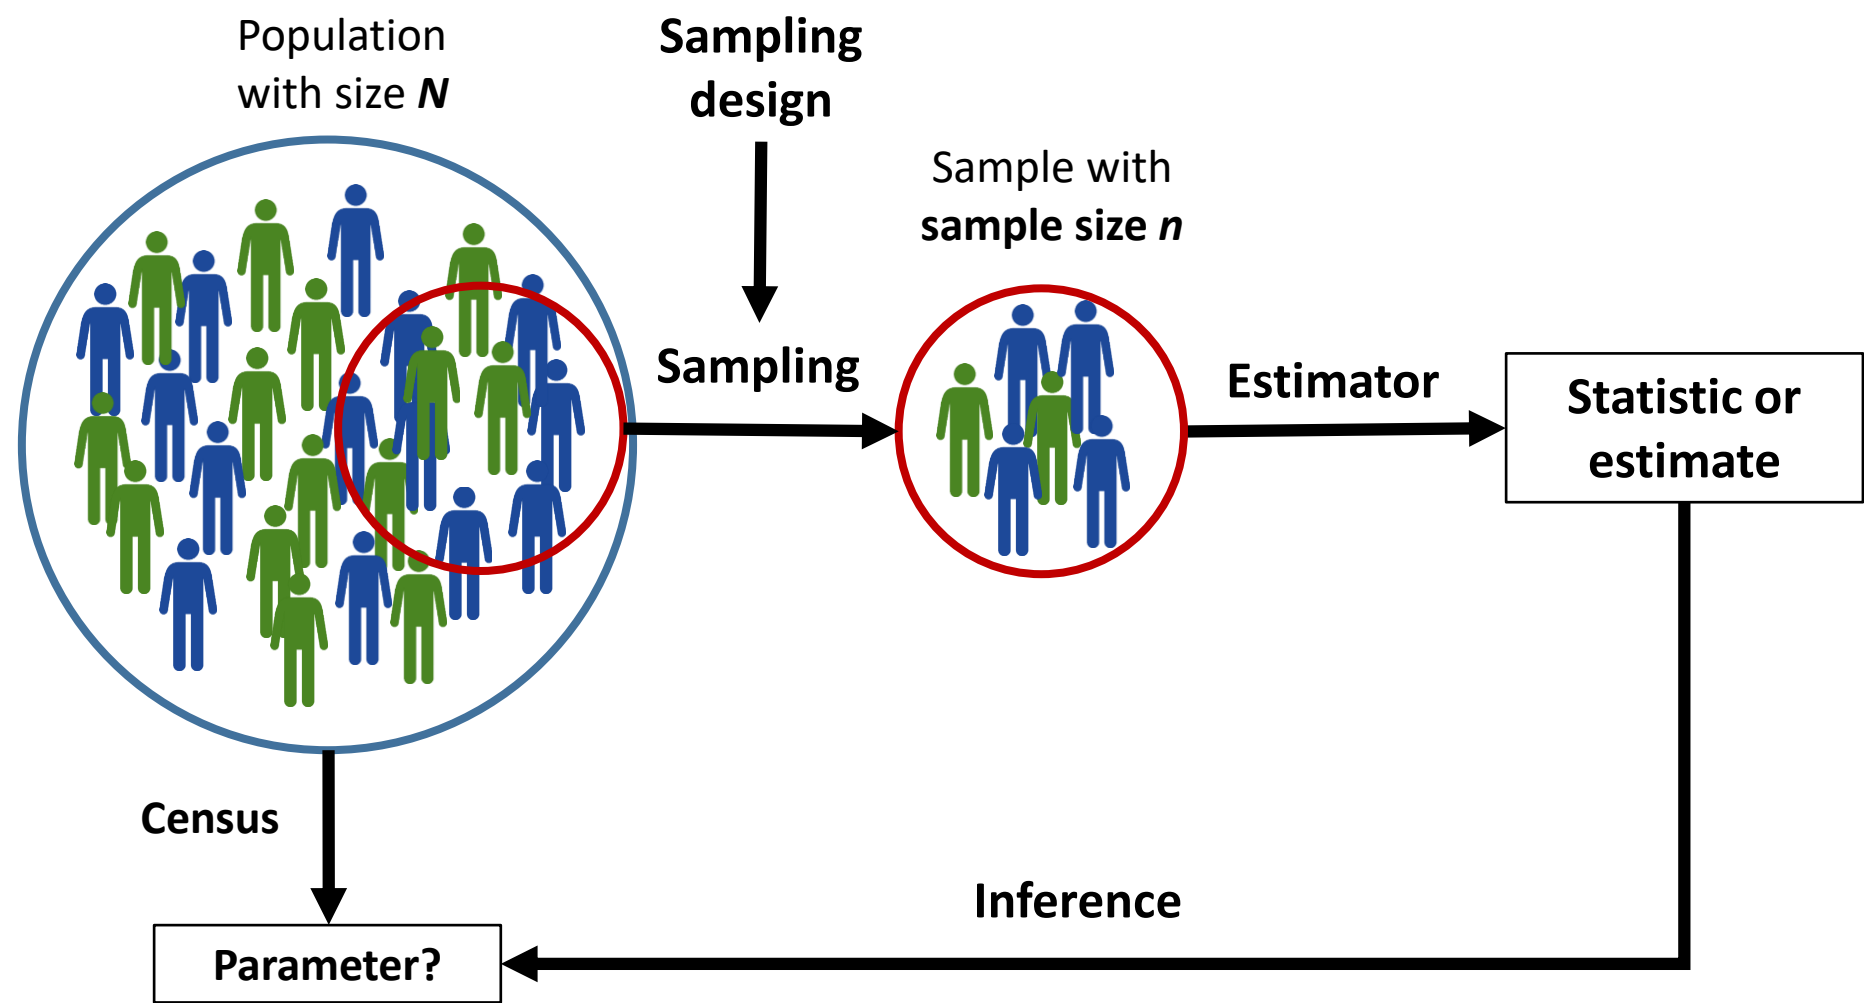 Population
with size N
Sampling
design
Sample with
sample size n
Sampling
Estimator
Statistic or
estimate
Census
Inference
Parameter?